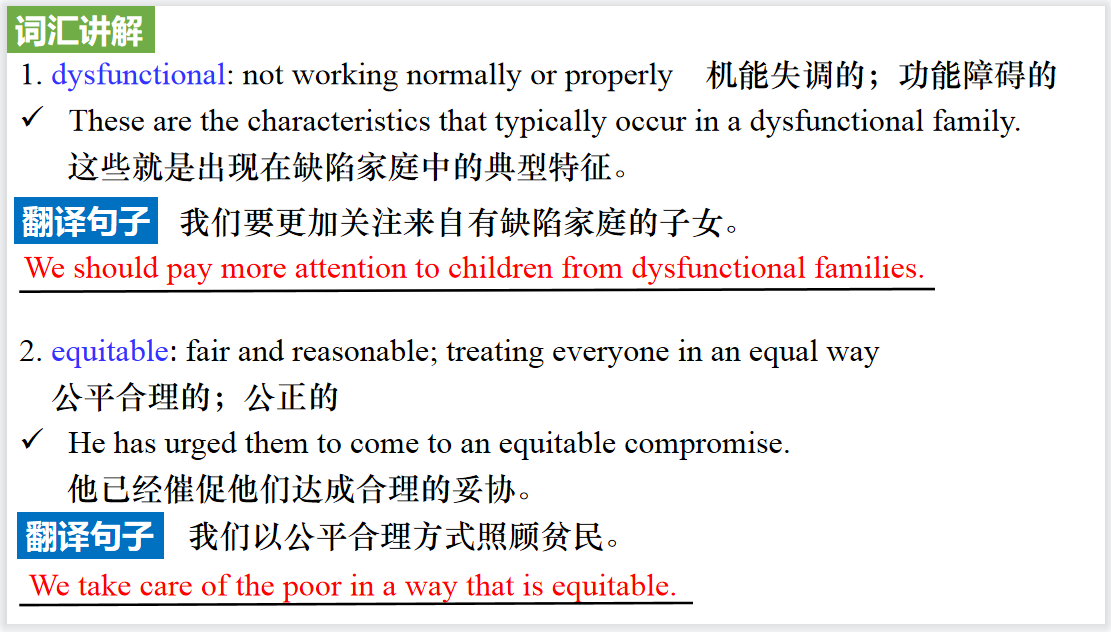 词汇讲解
1. dysfunctional: not working normally or properly 机能失调的；功能障碍的
✓ These are the characteristics that typically occur in a dysfunctional family.
这些就是出现在缺陷家庭中的典型特征。
翻译句子 我们要更加关注来自有缺陷家庭的子女。
We should pay more attention to children from dysfunctional families.
2. equitable: fair and reasonable; treating everyone in an equal way
公平合理的；公正的
✓ He has urged them to come to an equitable compromise.
他已经催促他们达成合理的妥协。
翻译句子 我们以公平合理方式照顾贫民。
We take care of the poor in a way that is equitable.